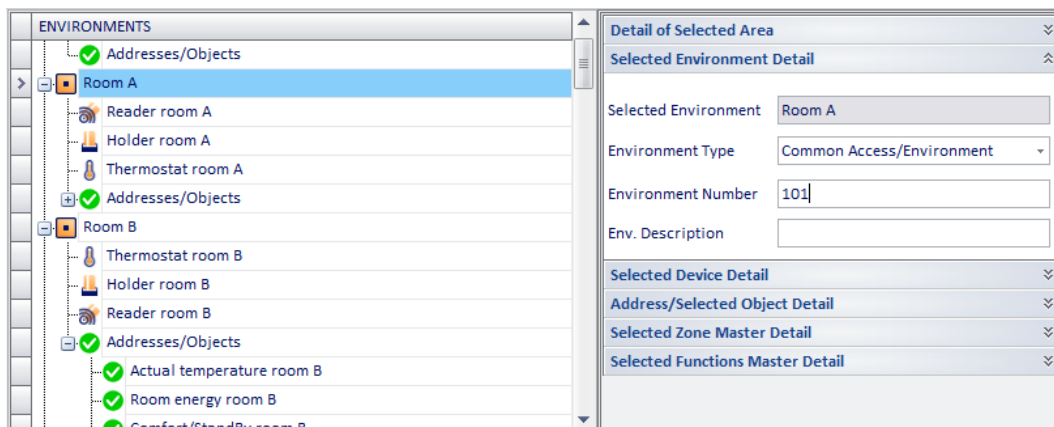 ENVIRONMENTS
Addresses/Objects
Room A
Reader room A
Holder room A
Thermostat room A
Addresses/Objects
Room B
Thermostat room B
Holder room B
Reader room B
Addresses/Objects
Actual temperature room B
Room energy room B
Comfort/StandBy room B
Detail of Selected Area
Selected Environment Detail
Selected Environment Room A
Environment Type Common Access/Environment
Environment Number 101
Env. Description
Selected Device Detail
Address/Selected Object Detail
Selected Zone Master Detail
Selected Functions Master Detail